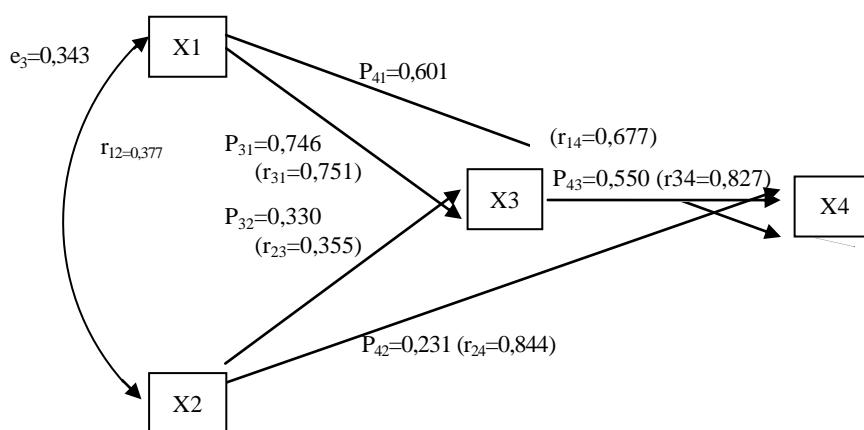 X1
e₃=0,343
P₄₁=0,601
r₁₂₌₀,₃₇₇
P₃₁=0,746
(r₃₁=0,751)
(r₁₄=0,677)
P₄₃=0,550 (r34=0,827)
X3
X4
P₃₂=0,330
(r₂₃=0,355)
P₄₂=0,231 (r₂₄=0,844)
X2